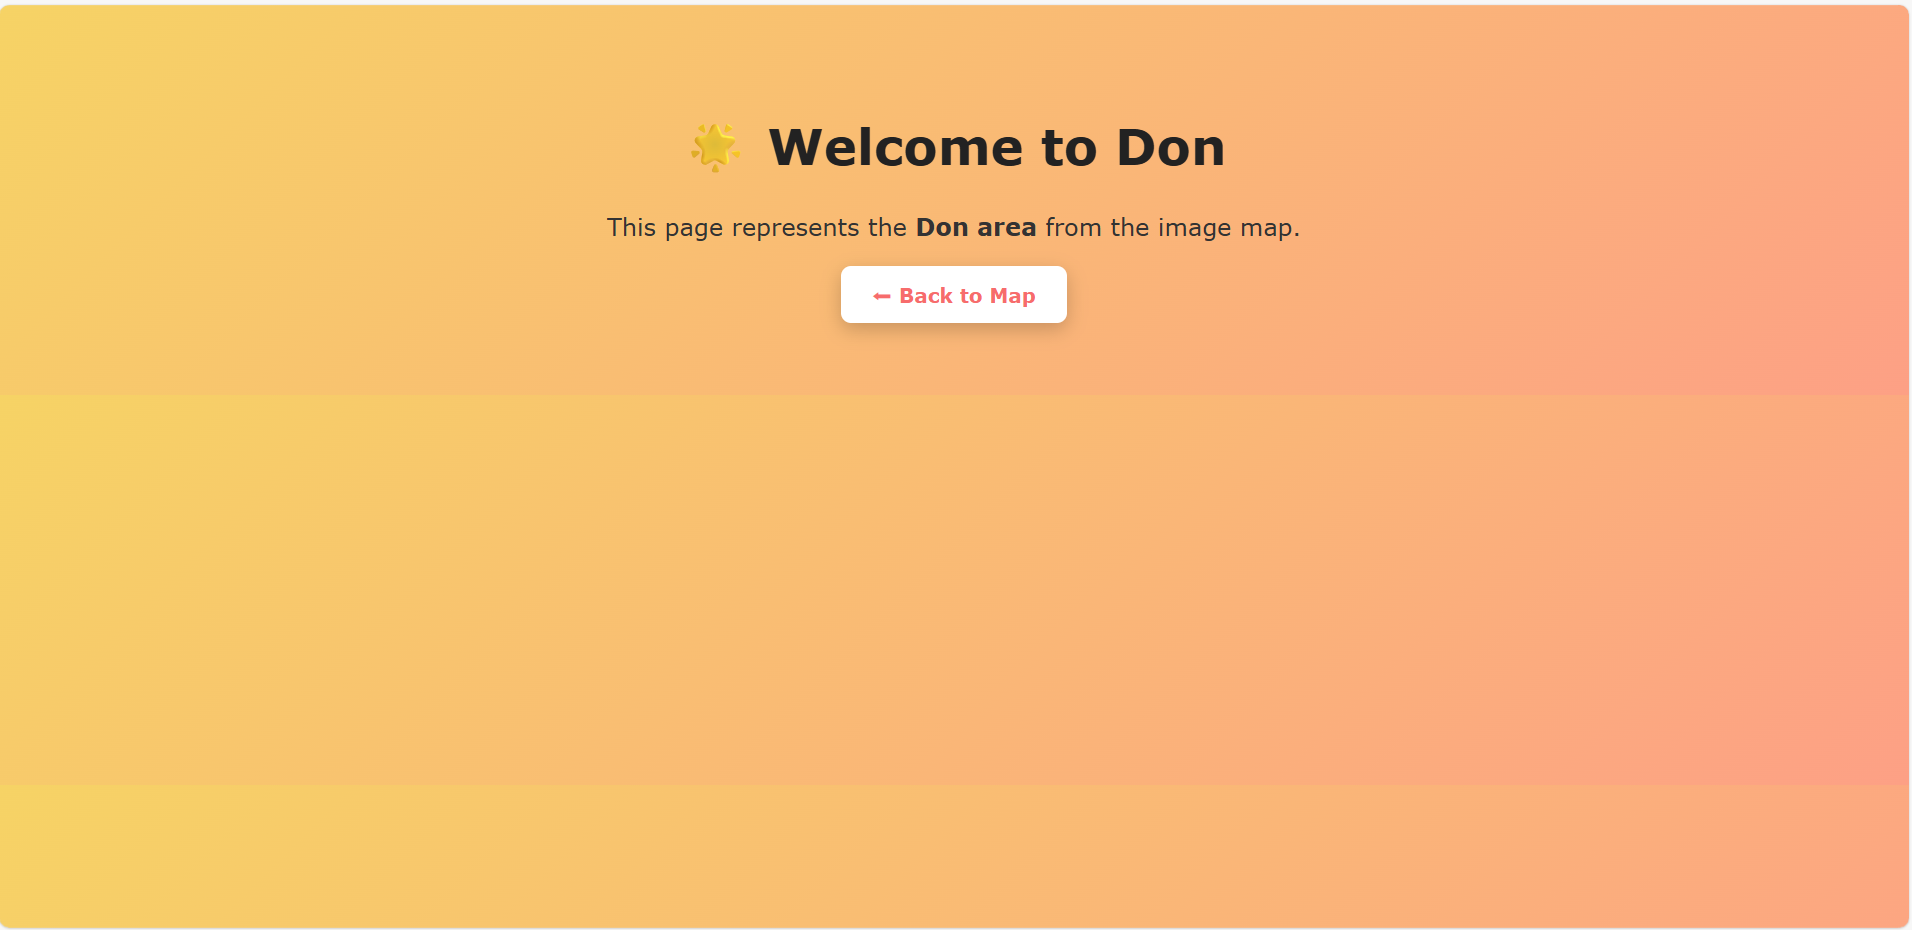 🌟 Welcome to Don
This page represents the Don area from the image map.
⬅ Back to Map